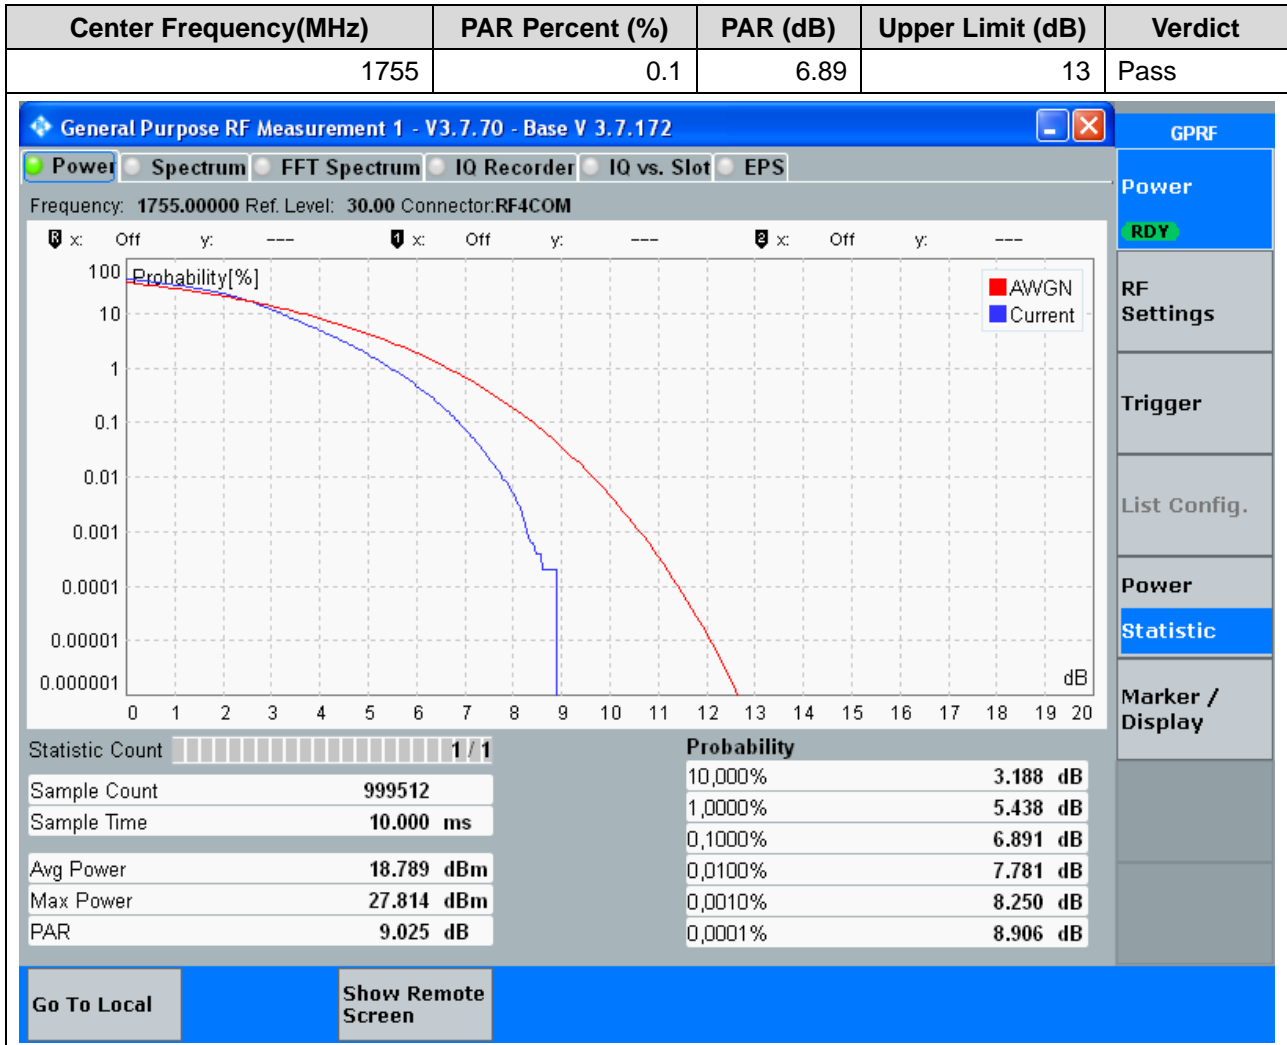 Center Frequency(MHz) PAR Percent (%) PAR (dB) Upper Limit (dB) Verdict
1755 0.1 6.89 13 Pass
General Purpose RF Measurement 1 - V3.7.70 - Base V 3.7.172
GPRF
Power Spectrum FFT Spectrum IQ Recorder IQ vs. Slot EPS
Power
RDY
Frequency: 1755.00000 Ref. Level: 30.00 Connector:RF4COM
R x: Off y: --- 1 x: Off y: --- 2 x: Off y: ---
Probability[%]
AWGN
Current
100
10
1
0.1
0.01
0.001
0.0001
0.00001
0.000001
dB
0 1 2 3 4 5 6 7 8 9 10 11 12 13 14 15 16 17 18 19 20
RF
Settings
Trigger
List Config.
Power
Statistic
Marker /
Display
Statistic Count 1 / 1
Sample Count 999512
Sample Time 10.000 ms
Avg Power 18.789 dBm
Max Power 27.814 dBm
PAR 9.025 dB
Probability
10,000% 3.188 dB
1,0000% 5.438 dB
0,1000% 6.891 dB
0,0100% 7.781 dB
0,0010% 8.250 dB
0,0001% 8.906 dB
Go To Local
Show Remote
Screen